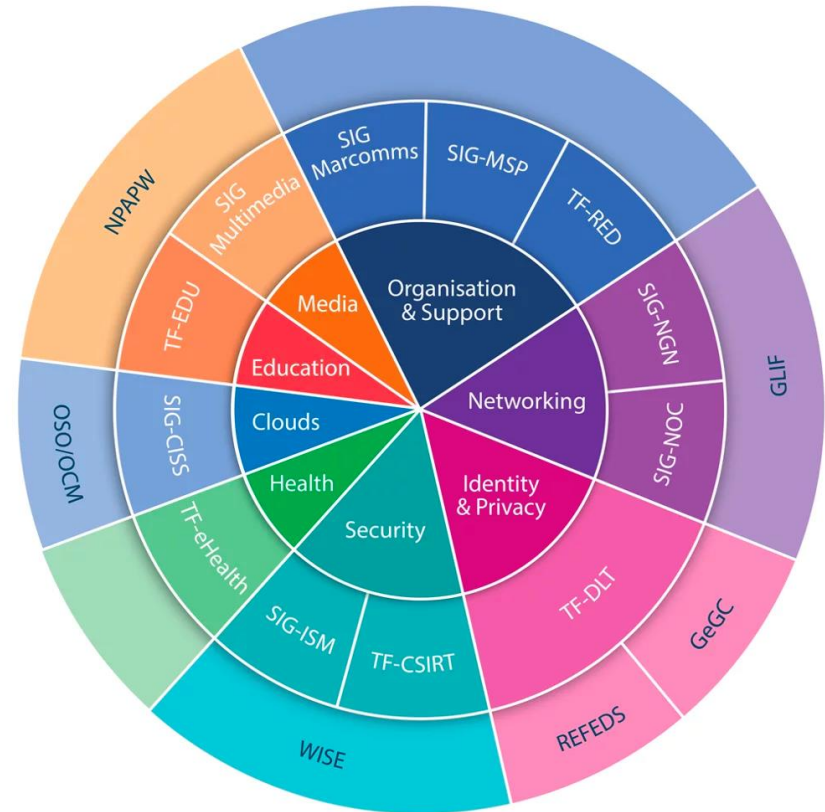 Organisation
& Support
Networking
Identity
& Privacy
Security
Health
Clouds
Education
Media
SIG
Marcomms
SIG-MSP
TF-RED
SIG-NGN
SIG-NOC
TF-DLT
TF-CSIRT
SIG-ISM
TF-eHealth
SIG-CISS
TF-EDU
SIG
Multimedia
GLIF
GeGC
REFEDS
WISE
OSO/OCM
NPAPW